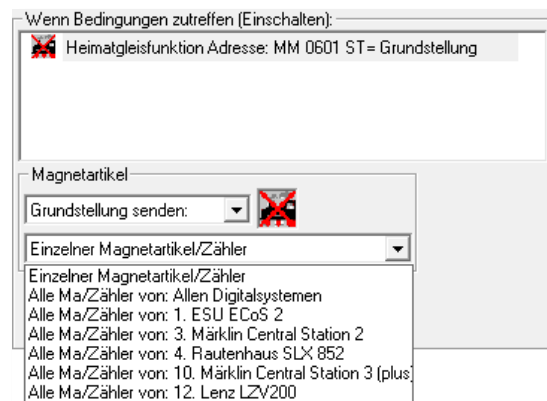 Wenn Bedingungen zutreffen (Einschalten):
Heimatgleisfunktion Adresse: MM 0601 ST= Grundstellung
Magnetartikel
Grundstellung senden:
Einzelner Magnetartikel/Zähler
Einzelner Magnetartikel/Zähler
Alle Ma/Zähler von: Allen Digitalsystemen
Alle Ma/Zähler von: 1. ESU ECoS 2
Alle Ma/Zähler von: 3. Märklin Central Station 2
Alle Ma/Zähler von: 4. Rautenhaus SLX 852
Alle Ma/Zähler von: 10. Märklin Central Station 3 (plus)
Alle Ma/Zähler von: 12. Lenz LZV200